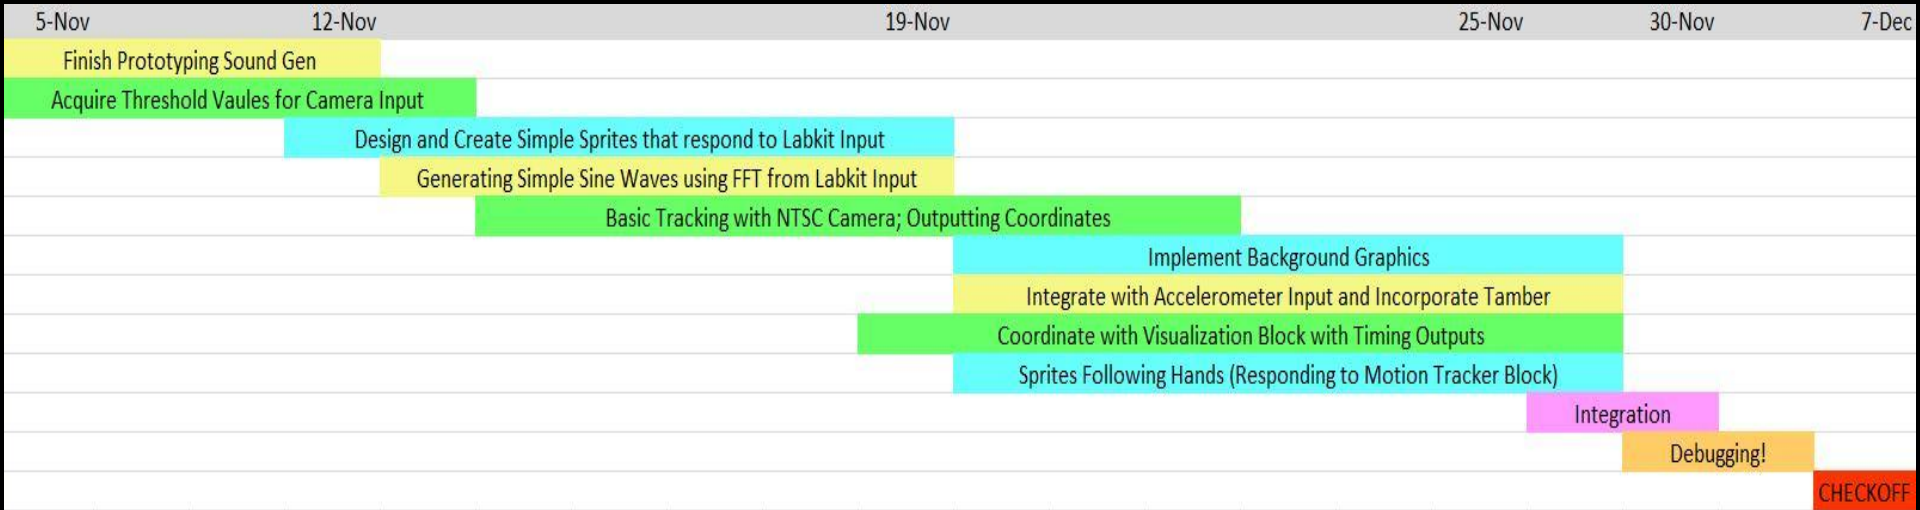 5-Nov 12-Nov 19-Nov 25-Nov 30-Nov 7-Dec
Finish Prototyping Sound Gen
Acquire Threshold Vaules for Camera Input
Design and Create Simple Sprites that respond to Labkit Input
Generating Simple Sine Waves using FFT from Labkit Input
Basic Tracking with NTSC Camera; Outputting Coordinates
Implement Background Graphics
Integrate with Accelerometer Input and Incorporate Tamber
Coordinate with Visualization Block with Timing Outputs
Sprites Following Hands (Responding to Motion Tracker Block)
Integration
Debugging!
CHECKOFF